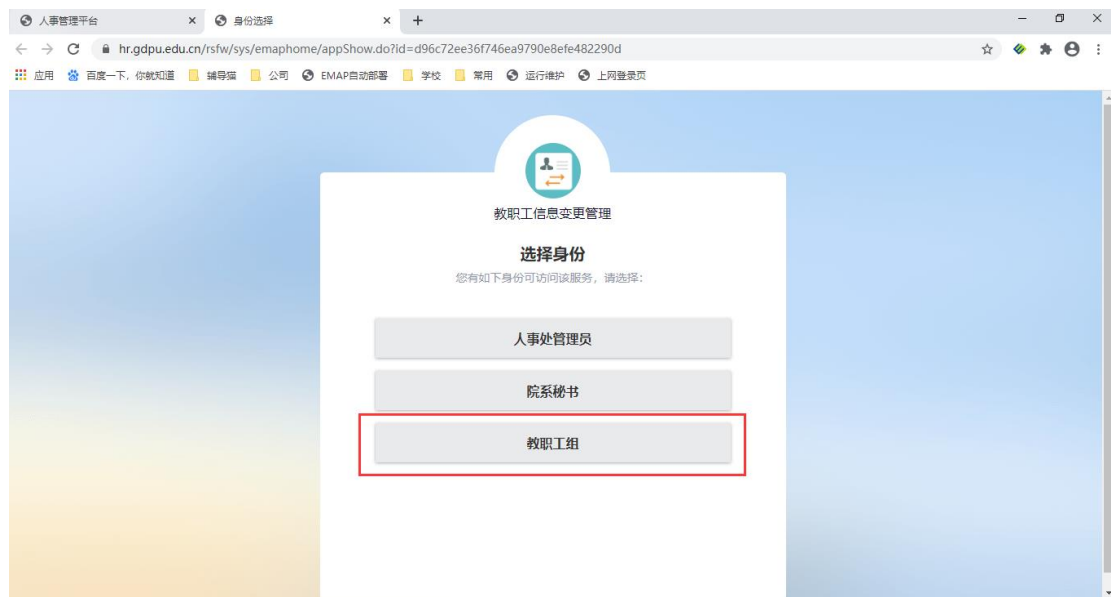 人事管理平台
身份选择
hr.gdpu.edu.cn/rsfw/sys/emaphome/appShow.do?id=d96c72ee36f746ea9790e8efe482290d
应用 百度一下，你就知道 辅导猫 公司 EMAP自动部署 学校 常用 运行维护 上网登录页
教职工信息变更管理
选择身份
您有如下身份可访问该服务，请选择：
人事处管理员
院系秘书
教职工组